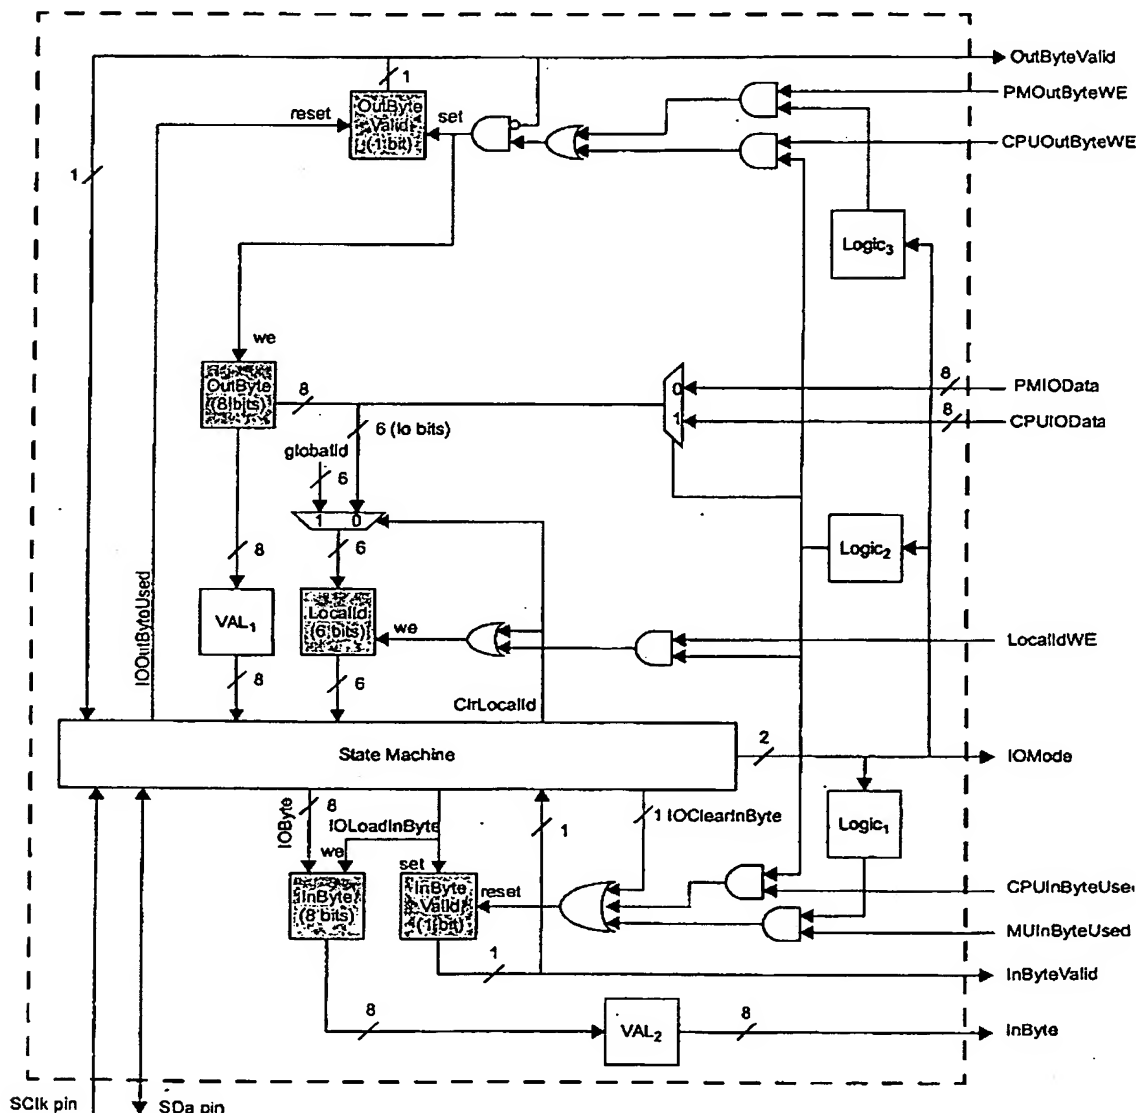 OutByteValid
1
OutByte
Valid
(1 bit)
reset
set
PMOutByteWE
CPUOutByteWE
1
Logic3
we
OutByte
(8 bits)
8
0
1
8
PMIOData
8
CPUIOData
6 (lo bits)
globalId
6
1 0
6
8
Logic2
IOOutByteUsed
VAL1
LocalId
(6 bits)
we
LocalIdWE
8
6
ClrLocalId
State Machine
2
IOMode
IOByte
8
IOLoadInByte
1
1 IOClearInByte
Logic1
we
set
InByte
(8 bits)
InByte
Valid
(1 bit)
reset
CPUInByteUsed
MUInByteUsed
1
InByteValid
8
VAL2
8
InByte
SClk pin
SDa pin